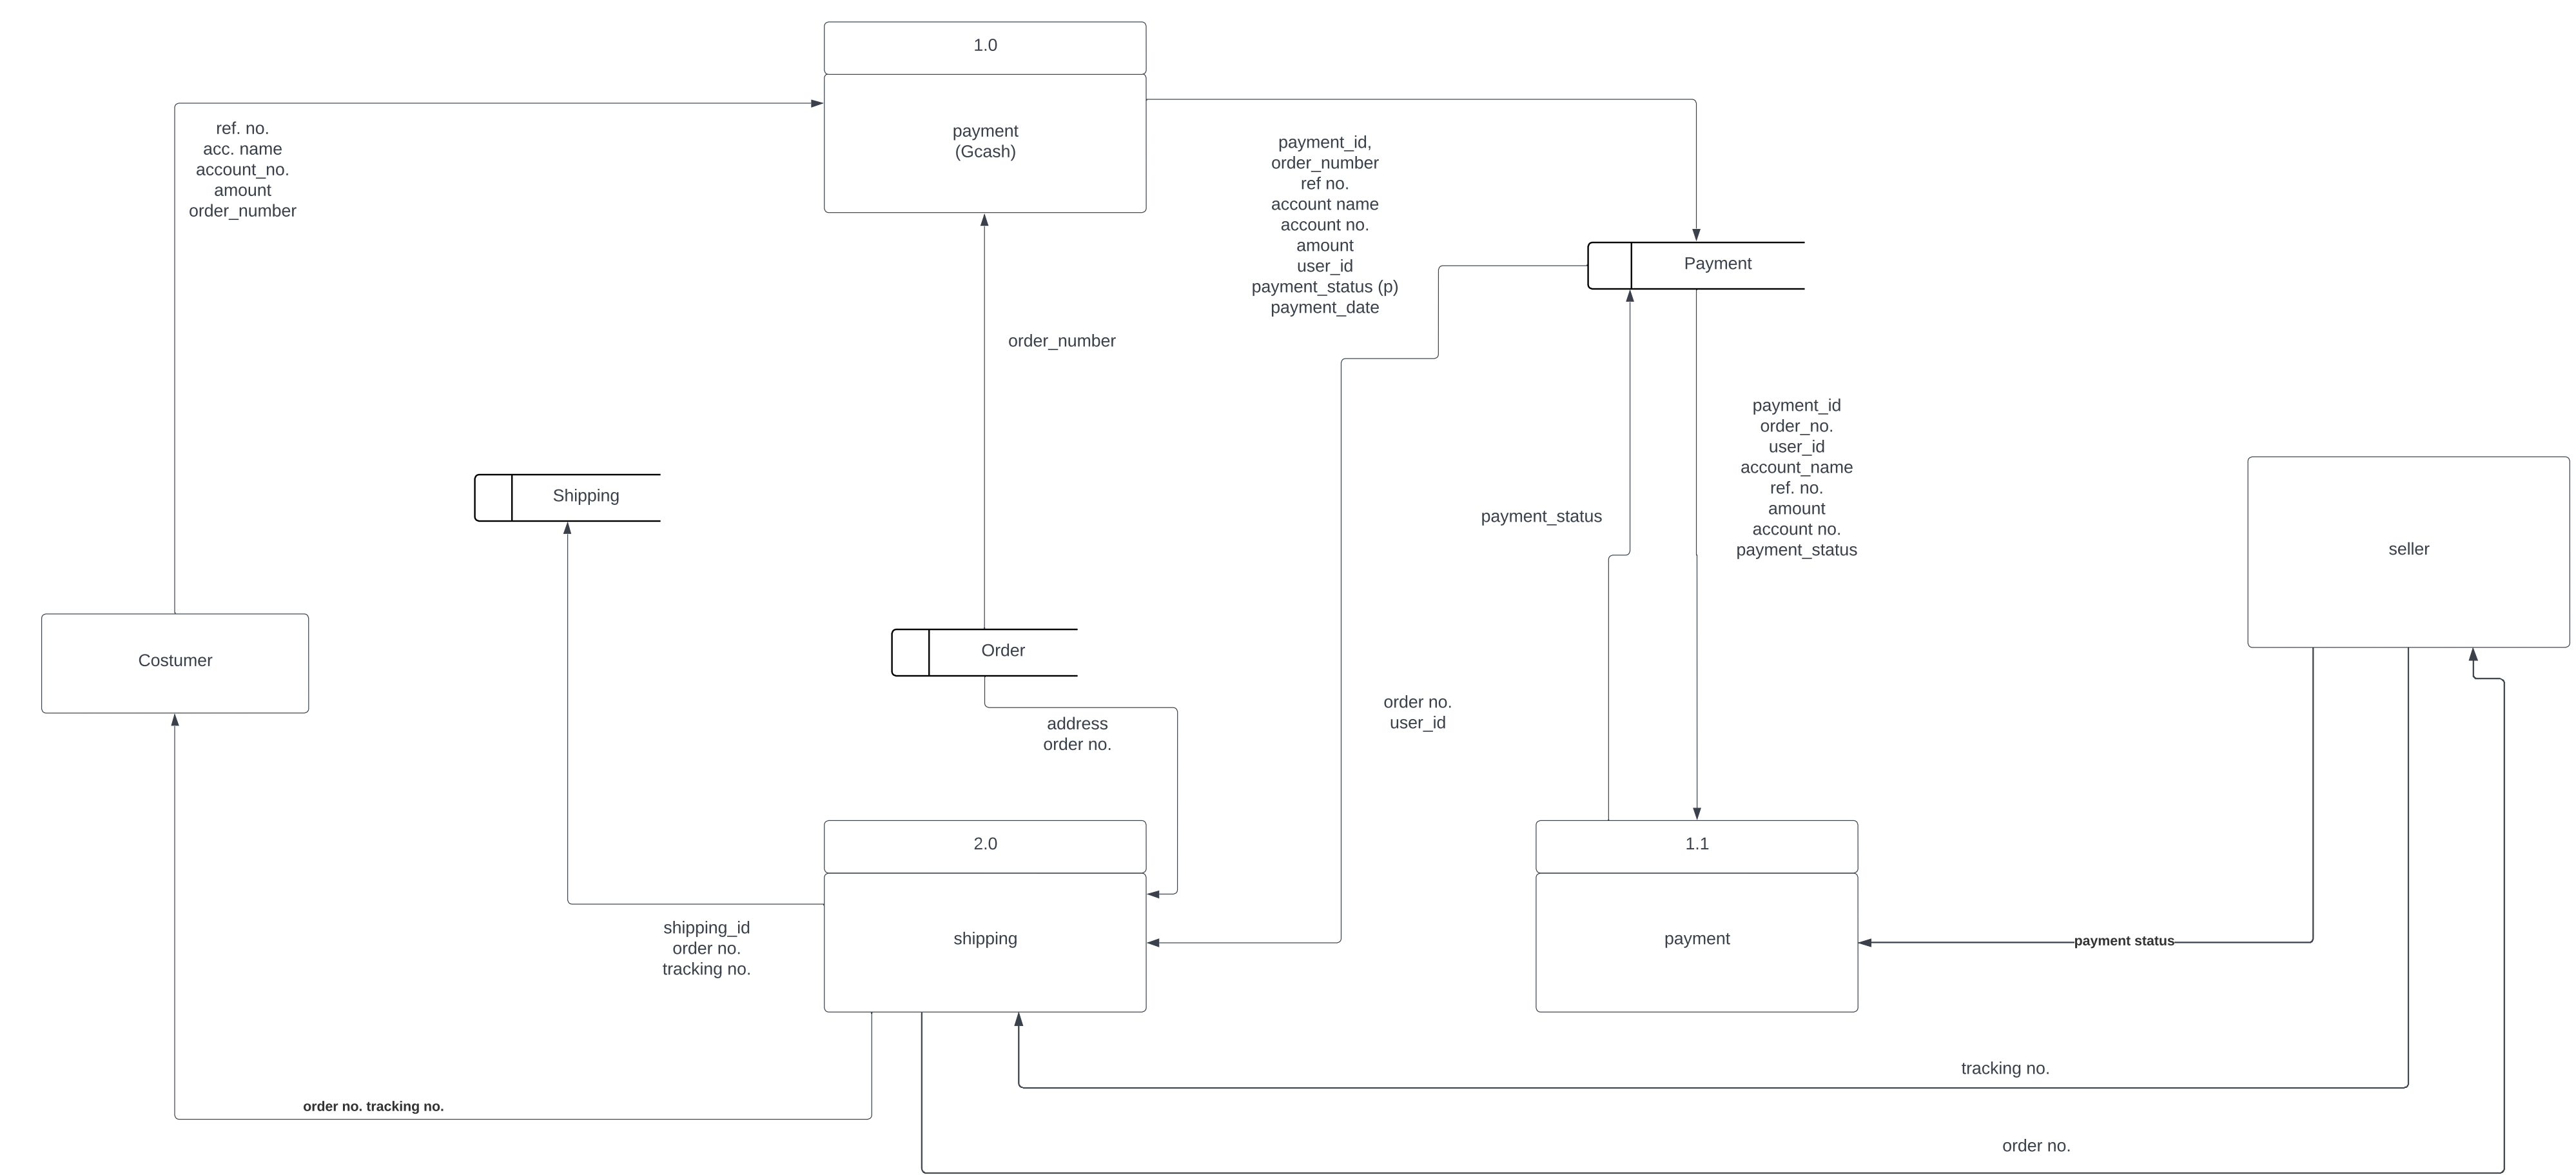 1.0
payment
(Gcash)
ref. no.
acc. name
account_no.
amount
order_number
payment_id,
order_number
ref no.
account name
account no.
amount
user_id
payment_status (p)
payment_date
Payment
order_number
payment_id
order_no.
user_id
account_name
ref. no.
amount
account no.
payment_status
Shipping
payment_status
seller
Costumer
Order
address
order no.
order no.
user_id
2.0
shipping
1.1
payment
payment status
shipping_id
order no.
tracking no.
tracking no.
order no. tracking no.
order no.